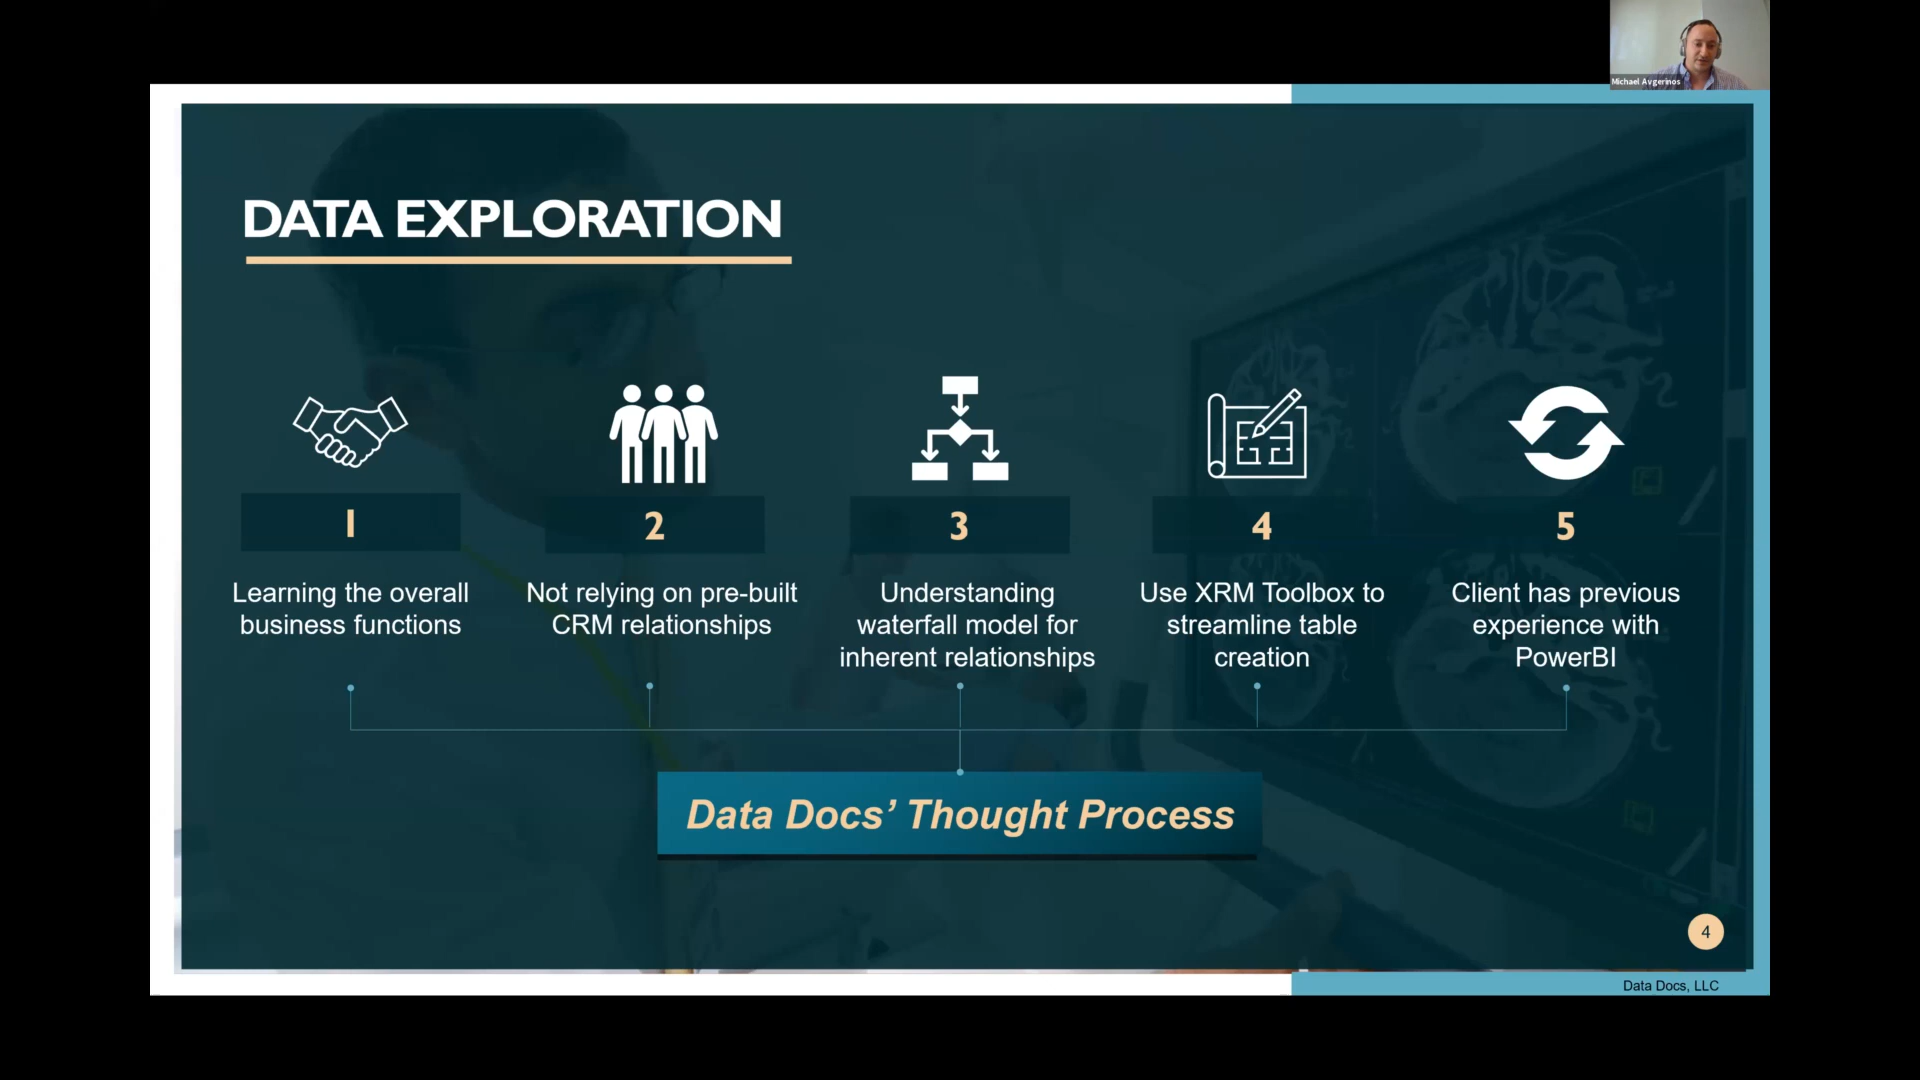 Michael Avgerinos
DATA EXPLORATION
1
Learning the overall
business functions
2
Not relying on pre-built
CRM relationships
3
Understanding
waterfall model for
inherent relationships
4
Use XRM Toolbox to
streamline table
creation
5
Client has previous
experience with
PowerBI
Data Docs’ Thought Process
4
Data Docs, LLC